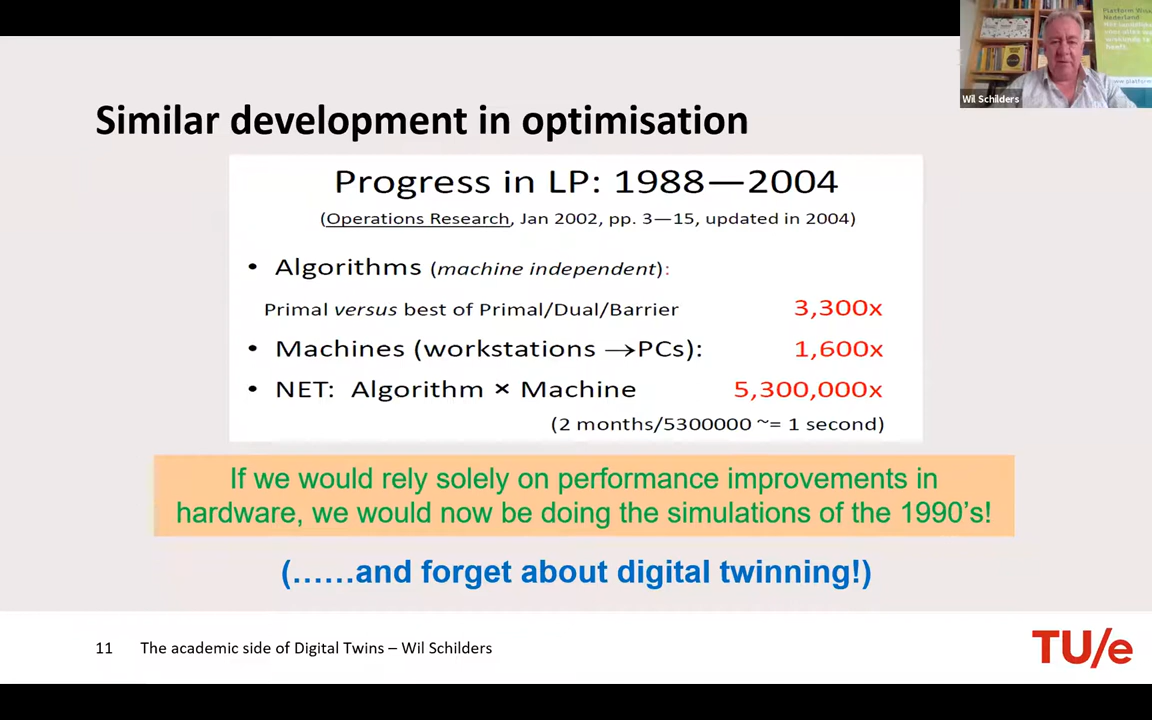 Platform Wis
Nederland
Wil Schilders
Similar development in optimisation
Progress in LP: 1988—2004
(Operations Research, Jan 2002, pp. 3—15, updated in 2004)
• Algorithms (machine independent):
Primal versus best of Primal/Dual/Barrier 3,300x
• Machines (workstations →PCs): 1,600x
• NET: Algorithm × Machine 5,300,000x
(2 months/5300000 ~= 1 second)
If we would rely solely on performance improvements in
hardware, we would now be doing the simulations of the 1990's!
(……and forget about digital twinning!)
11 The academic side of Digital Twins – Wil Schilders
TU/e